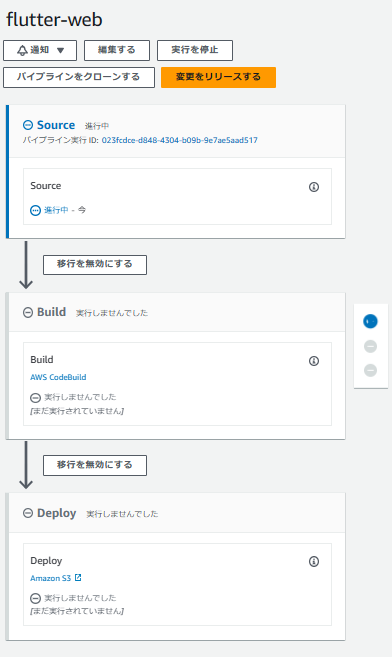 flutter-web
通知 ▼
編集する
実行を停止
パイプラインをクローンする
変更をリリースする
Source 進行中
パイプライン実行 ID: 023fcdce-d848-4304-b09b-9e7ae5aad517
Source
進行中 - 今
移行を無効にする
Build 実行しませんでした
Build
AWS CodeBuild
実行しませんでした
[まだ実行されていません]
移行を無効にする
Deploy 実行しませんでした
Deploy
Amazon S3
実行しませんでした
[まだ実行されていません]